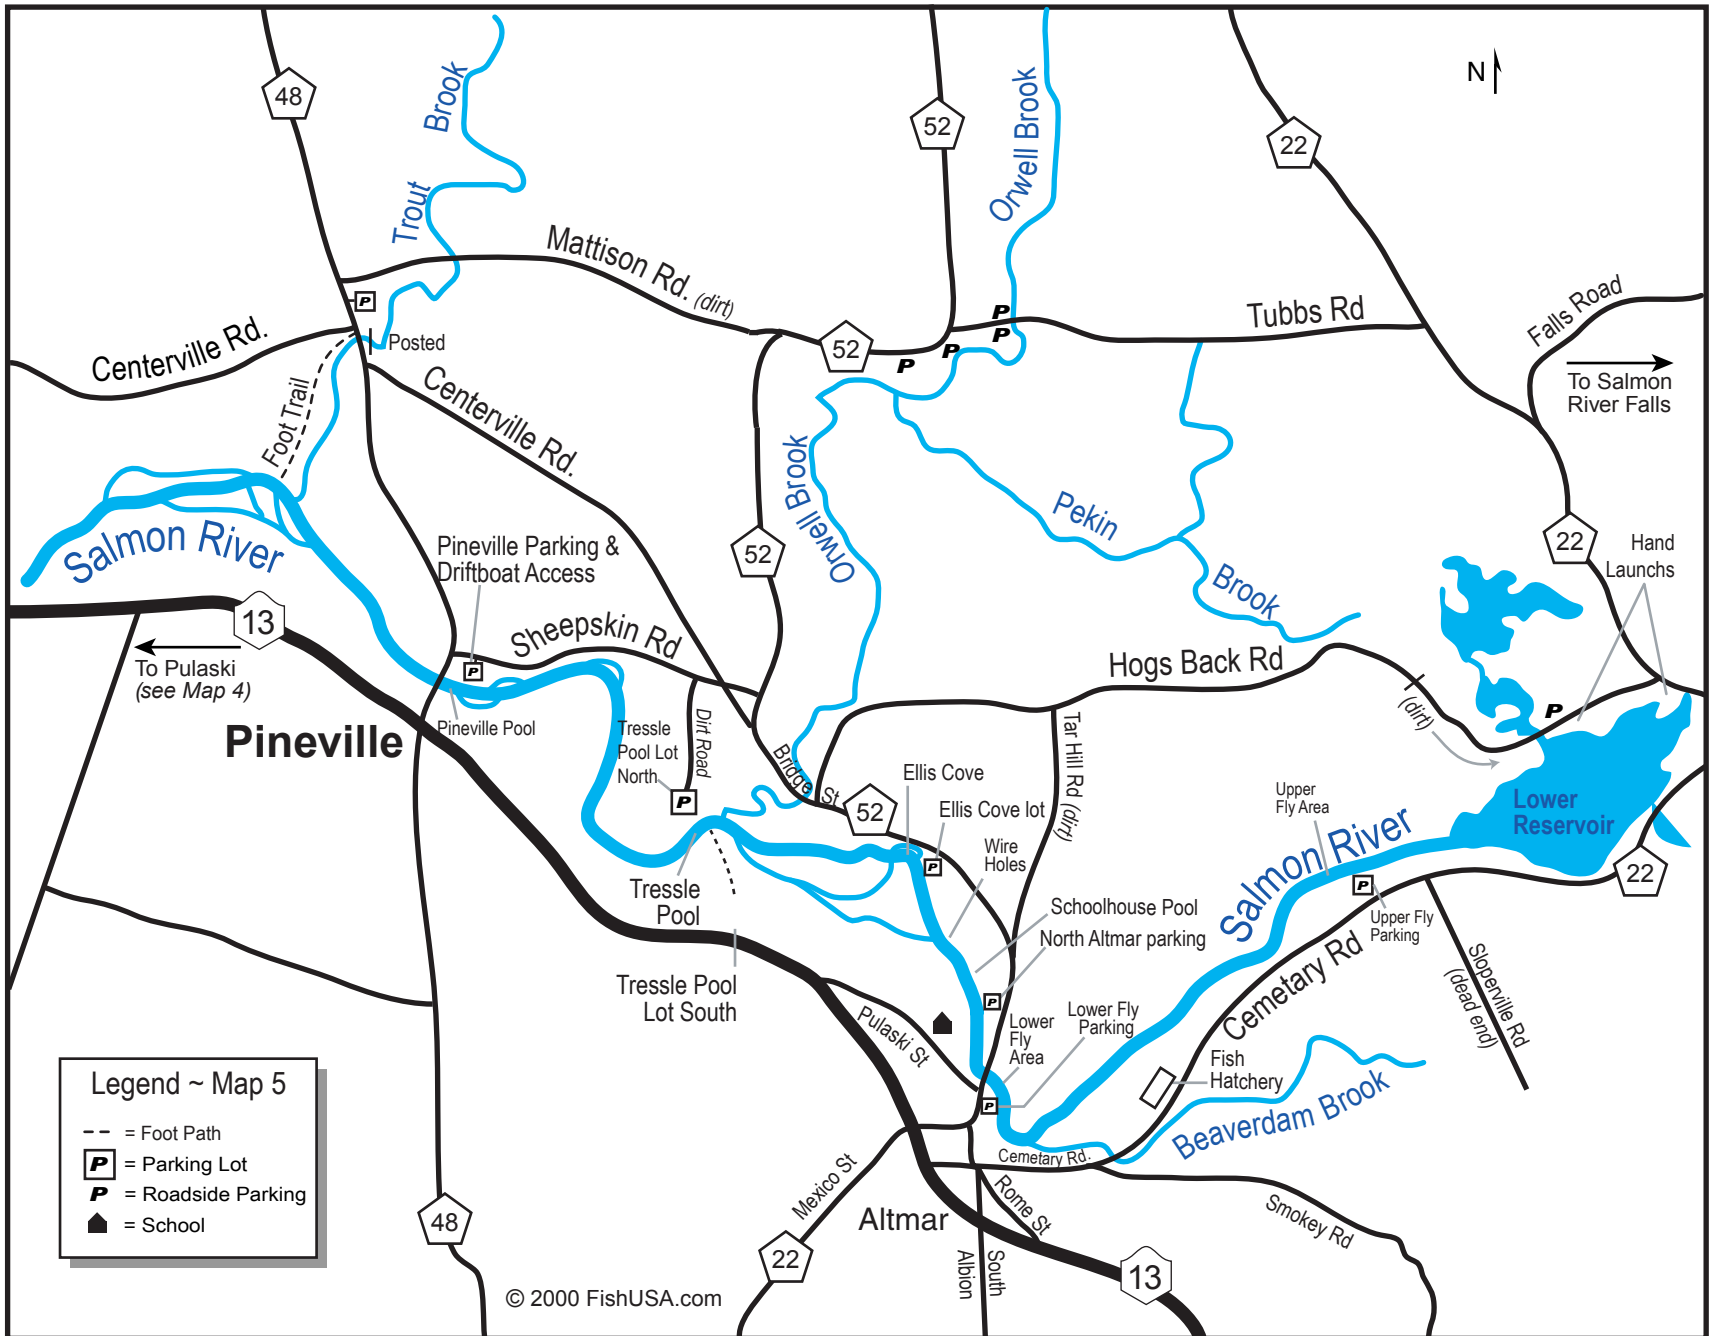 48
Trout
Brook
52
Orwell Brook
22
N
Mattison Rd. (dirt)
Centerville Rd.
P
Posted
Foot Trail
Centerville Rd.
52
P
P
P
P
Tubbs Rd
Falls Road
To Salmon
River Falls
Salmon River
Orwell Brook
Pekin
Brook
52
22
Hand
Launchs
13
To Pulaski
(see Map 4)
Pineville Parking &
Driftboat Access
P
Sheepskin Rd
Hogs Back Rd
(dirt)
P
Pineville
Pineville Pool
Tressle
Pool Lot
North
P
Dirt Road
Bridge St
52
Ellis Cove
Ellis Cove lot
P
Tar Hill Rd (dirt)
Wire
Holes
Upper
Fly Area
Lower
Reservoir
22
Salmon River
Tressle
Pool
Schoolhouse Pool
North Altmar parking
P
P
Upper Fly
Parking
Cemetary Rd
Sloperville Rd
(dead end)
Tressle Pool
Lot South
Pulaski St
Lower
Fly
Area
Lower Fly
Parking
P
Fish
Hatchery
Beaverdam Brook
Cemetary Rd.
Mexico St
Rome St
Smokey Rd
Altmar
South
Albion
22
13
48
Legend ~ Map 5
= Foot Path
P = Parking Lot
P = Roadside Parking
= School
© 2000 FishUSA.com